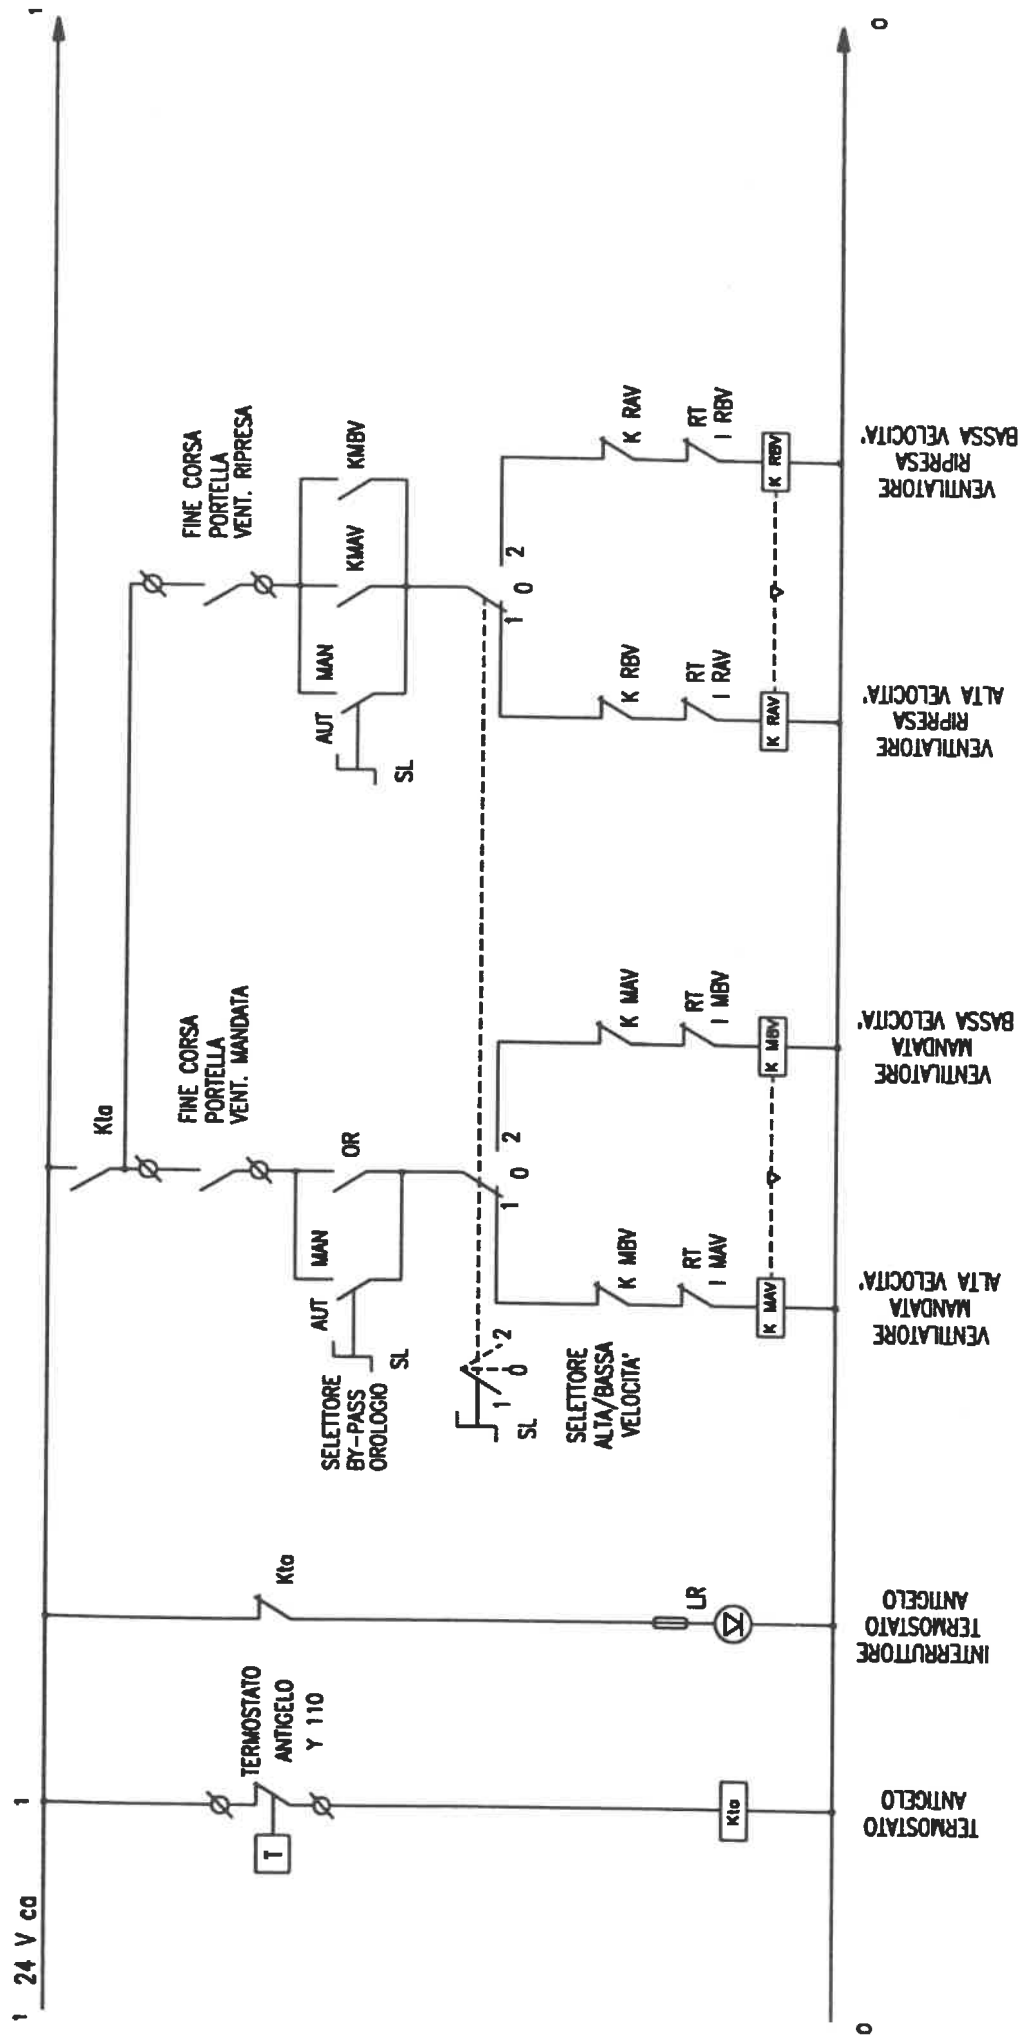 1
24 V ca
1
1
TERMOSTATO
ANTIGELO
Y 110
T
Kta
Kta
LR
SELETTORE
BY-PASS
OROLOGIO
AUT
MAN
SL
OR
Kta
FINE CORSA
PORTELLA
VENT. MANDATA
FINE CORSA
PORTELLA
VENT. RIPRESA
AUT
MAN
SL
KMAV
KMBV
1
0
2
SL
SELETTORE
ALTA/BASSA
VELOCITA'
1
0
2
1
0
2
K MBV
RT
I MAV
K MAV
K MAV
RT
I MBV
K MBV
K RBV
RT
I RAV
K RAV
K RAV
RT
I RBV
K RBV
0
0
TERMOSTATO
ANTIGELO
INTERRUTTORE
TERMOSTATO
ANTIGELO
VENTILATORE
MANDATA
ALTA VELOCITA'
VENTILATORE
MANDATA
BASSA VELOCITA'
VENTILATORE
RIPRESA
ALTA VELOCITA'
VENTILATORE
RIPRESA
BASSA VELOCITA'